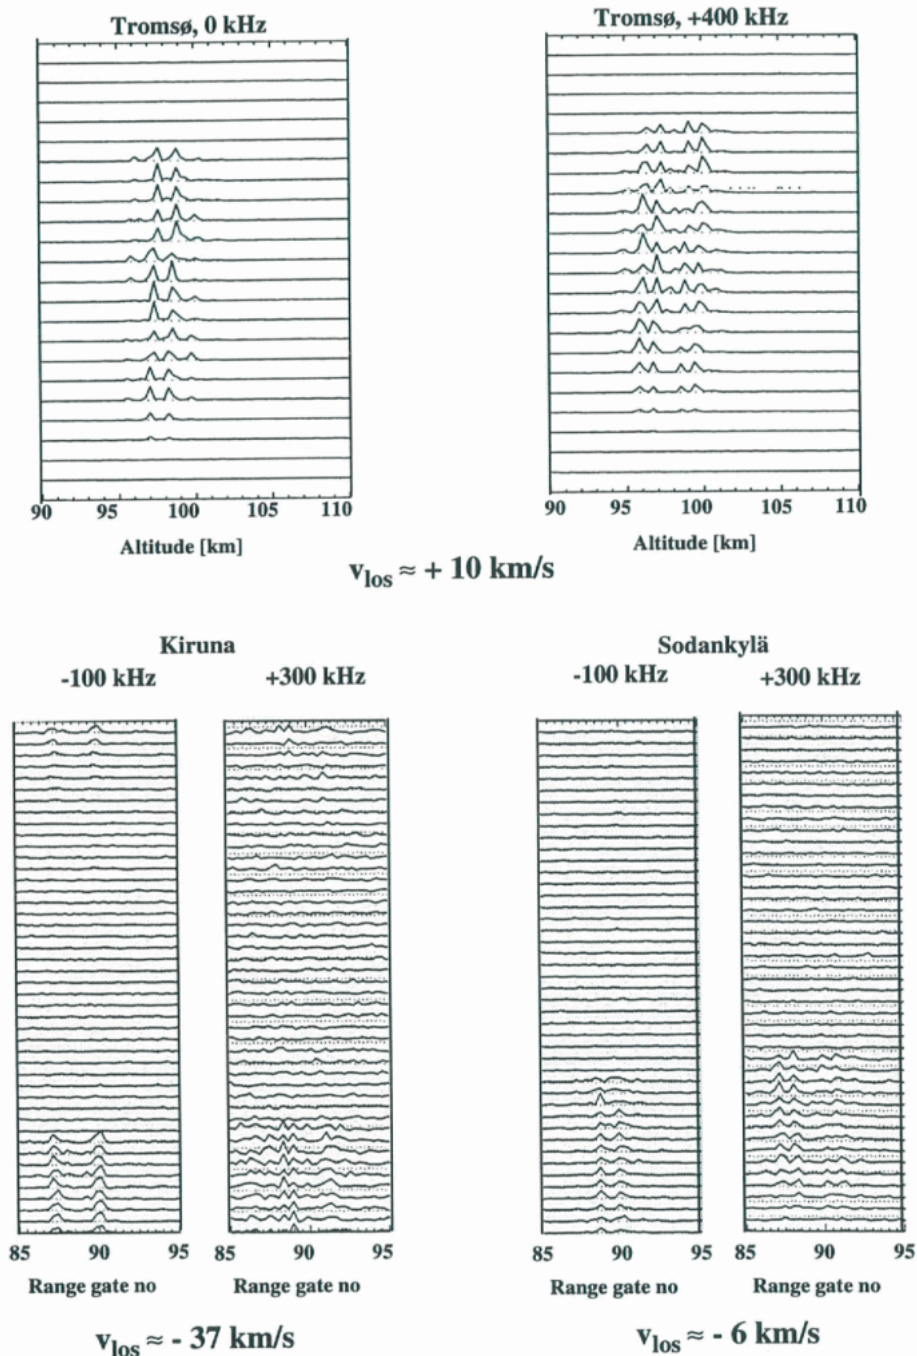 Tromsø, 0 kHz
Tromsø, +400 kHz
90 95 100 105 110
90 95 100 105 110
Altitude [km]
Altitude [km]
vlos ≈ + 10 km/s
Kiruna
Sodankylä
-100 kHz
+300 kHz
-100 kHz
+300 kHz
85 90 95
85 90 95
85 90 95
85 90 95
Range gate no
Range gate no
Range gate no
Range gate no
vlos ≈ - 37 km/s
vlos ≈ - 6 km/s